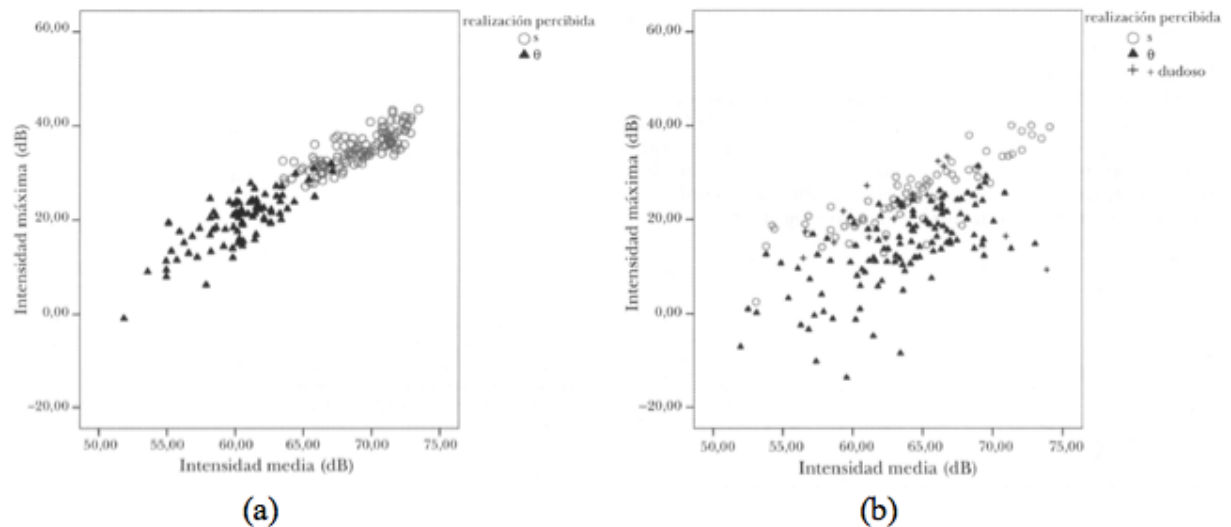 realización percibida
s
θ
60,00
40,00
20,00
0,00
−20,00
Intensidad máxima (dB)
50,00 55,00 60,00 65,00 70,00 75,00
Intensidad media (dB)
(a)
realización percibida
s
θ
+ dudoso
60,00
40,00
20,00
0,00
−20,00
Intensidad máxima (dB)
50,00 55,00 60,00 65,00 70,00 75,00
Intensidad media (dB)
(b)